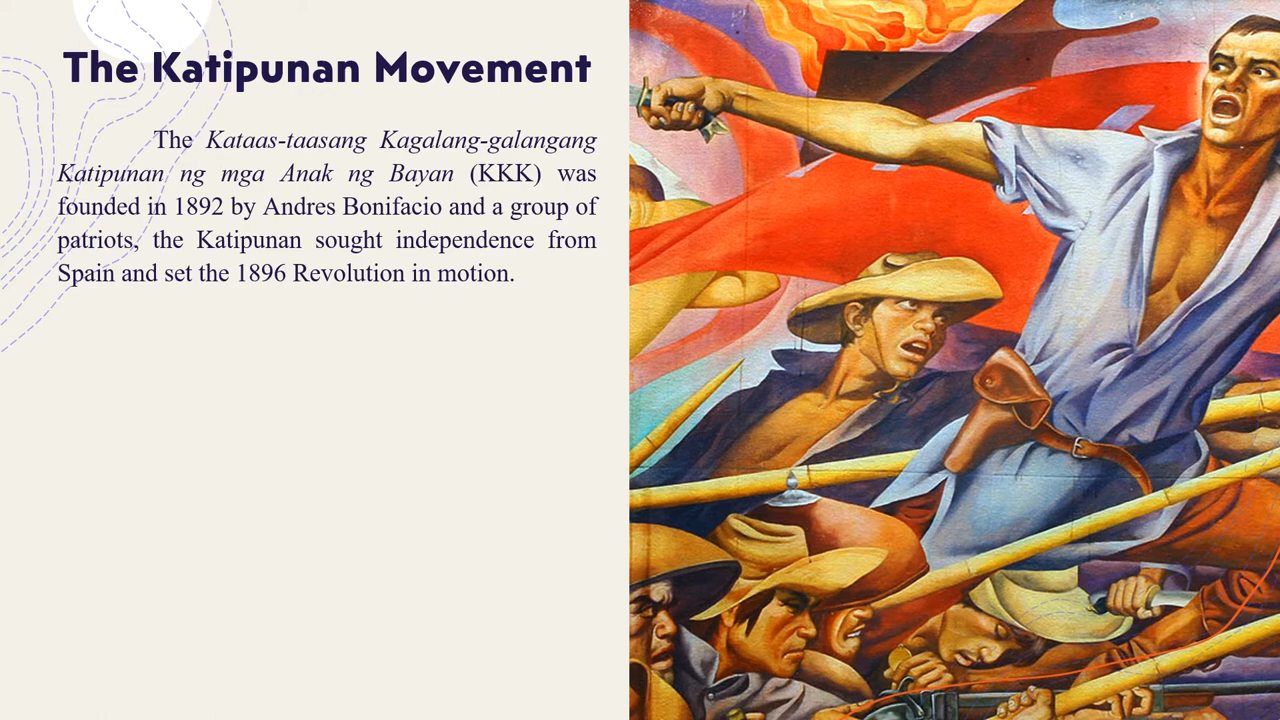 The Katipunan Movement
The Kataas-taasang Kagalang-galangang
Katipunan ng mga Anak ng Bayan (KKK) was
founded in 1892 by Andres Bonifacio and a group of
patriots, the Katipunan sought independence from
Spain and set the 1896 Revolution in motion.